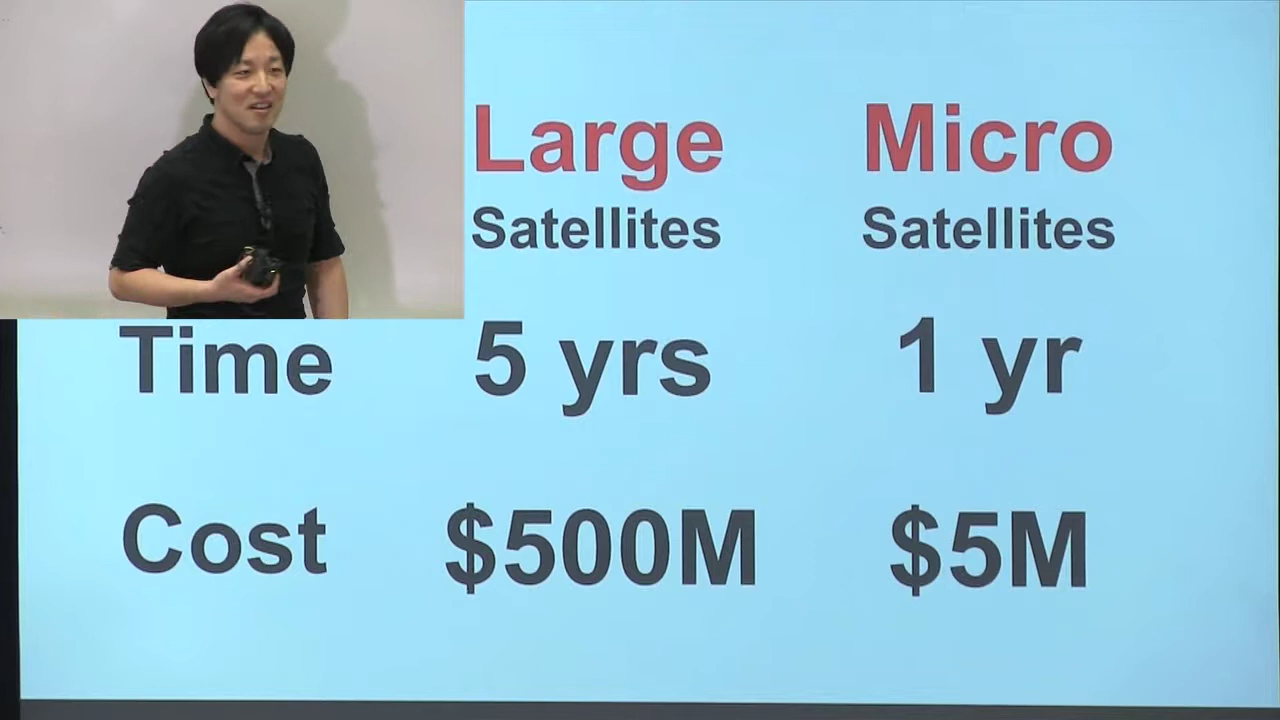 Large Micro
Satellites Satellites
Time 5 yrs 1 yr
Cost $500M $5M